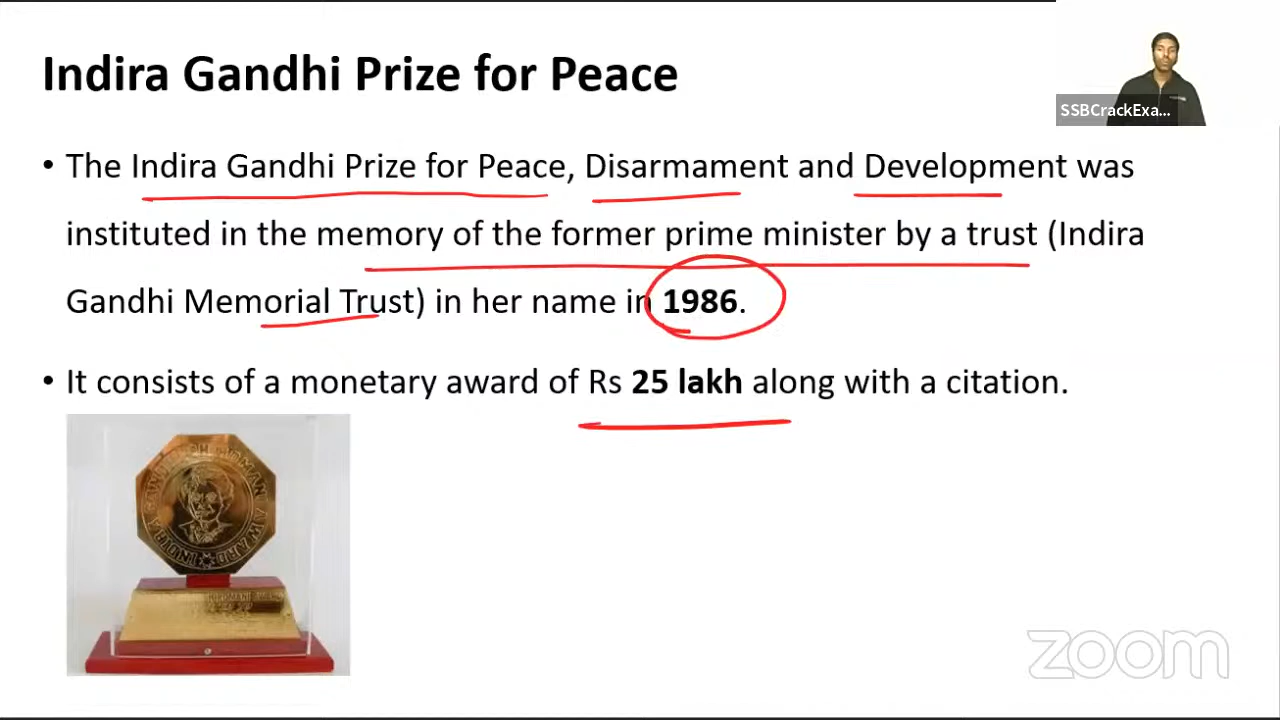 Indira Gandhi Prize for Peace
SSBCrackExa...
• The Indira Gandhi Prize for Peace, Disarmament and Development was
instituted in the memory of the former prime minister by a trust (Indira
Gandhi Memorial Trust) in her name in 1986.
• It consists of a monetary award of Rs 25 lakh along with a citation.
AWARD
INDIRA
zoom